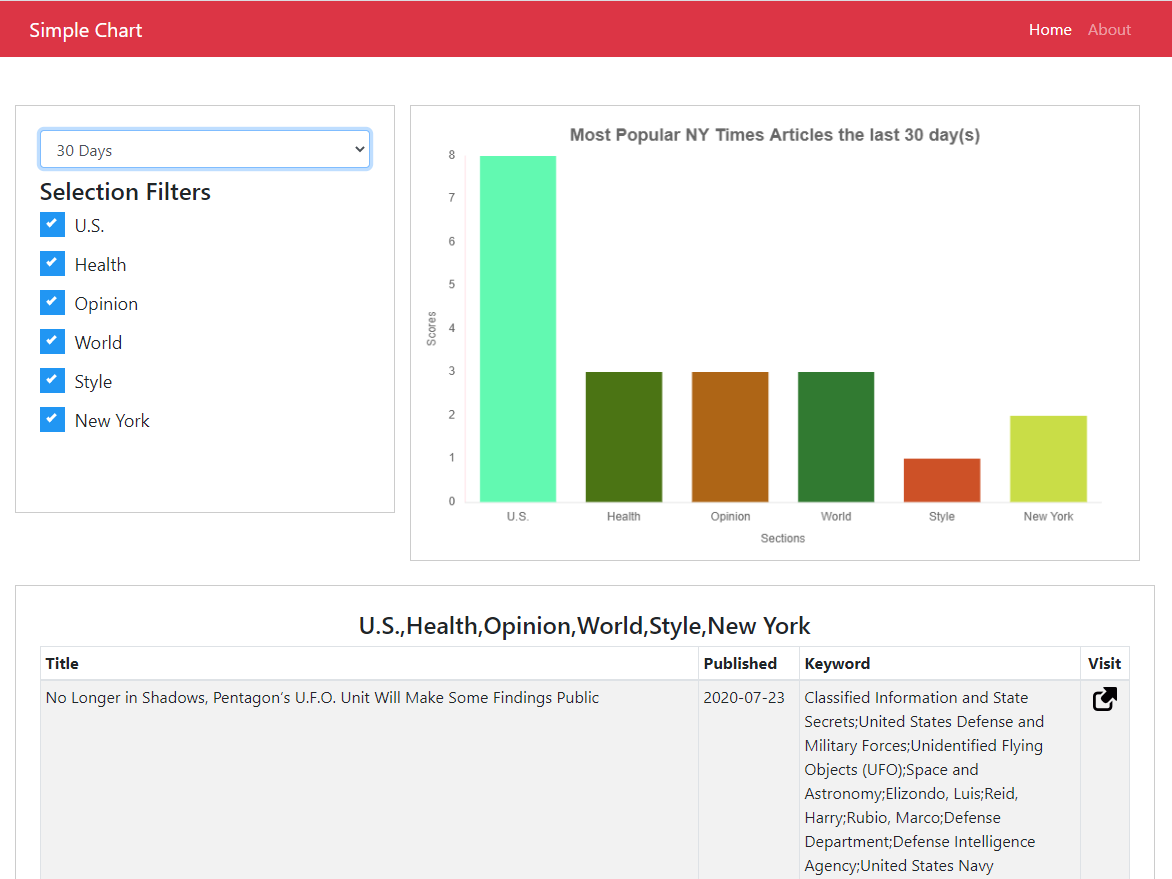 Simple Chart
Home About
30 Days
Selection Filters
U.S.
Health
Opinion
World
Style
New York
Most Popular NY Times Articles the last 30 day(s)
8
7
6
5
4
3
2
1
0
Scores
U.S. Health Opinion World Style New York
Sections
U.S.,Health,Opinion,World,Style,New York
Title Published Keyword Visit
No Longer in Shadows, Pentagon’s U.F.O. Unit Will Make Some Findings Public 2020-07-23 Classified Information and State
Secrets;United States Defense and
Military Forces;Unidentified Flying
Objects (UFO);Space and
Astronomy;Elizondo, Luis;Reid,
Harry;Rubio, Marco;Defense
Department;Defense Intelligence
Agency;United States Navy